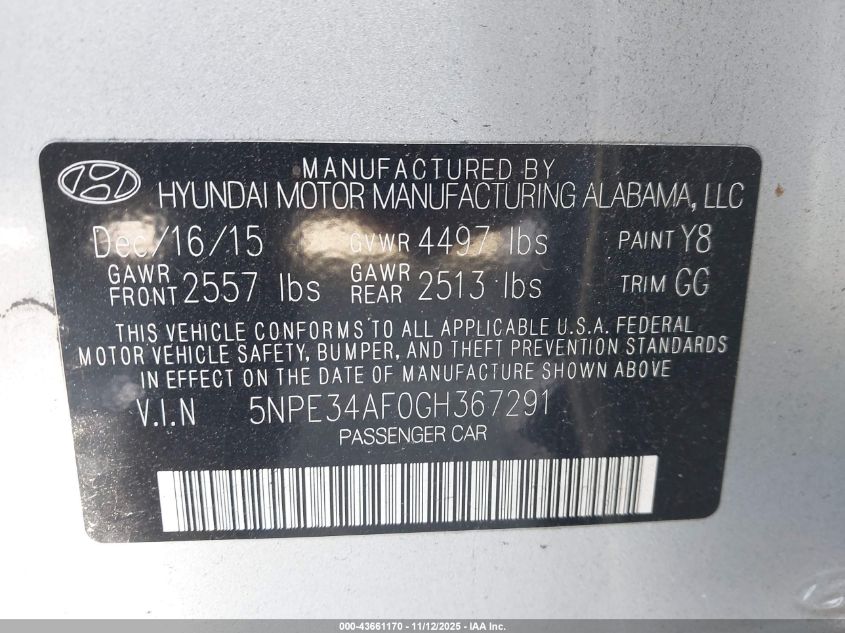 MANUFACTURED BY
HYUNDAI MOTOR MANUFACTURING ALABAMA, LLC
Dec/16/15 GVWR 4497 lbs PAINT Y8
GAWR FRONT 2557 lbs GAWR REAR 2513 lbs TRIM GG
THIS VEHICLE CONFORMS TO ALL APPLICABLE U.S.A. FEDERAL
MOTOR VEHICLE SAFETY, BUMPER, AND THEFT PREVENTION STANDARDS
IN EFFECT ON THE DATE OF MANUFACTURE SHOWN ABOVE
V.I.N 5NPE34AF0GH367291
PASSENGER CAR
000-43661170 - 11/12/2025 - IAA Inc.